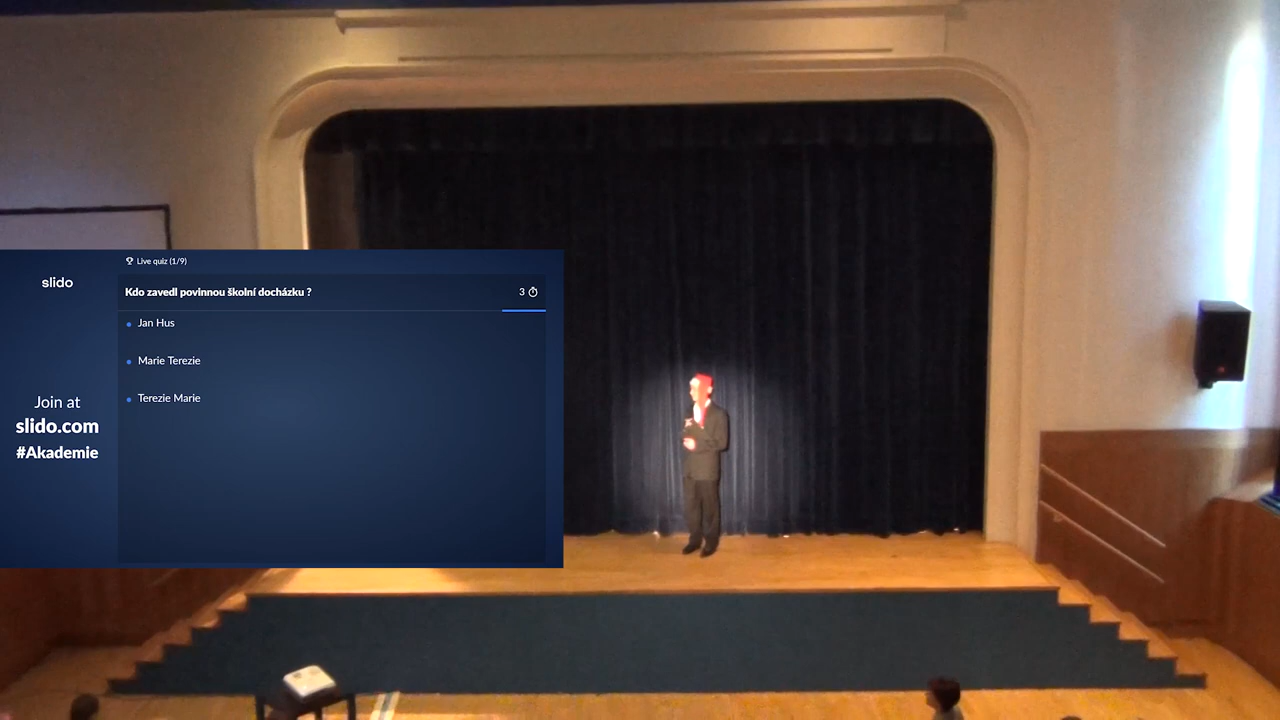 slido
Join at
slido.com
#Akademie
Live quiz (1/9)
Kdo zavedl povinnou školní docházku ?
3
Jan Hus
Marie Terezie
Terezie Marie